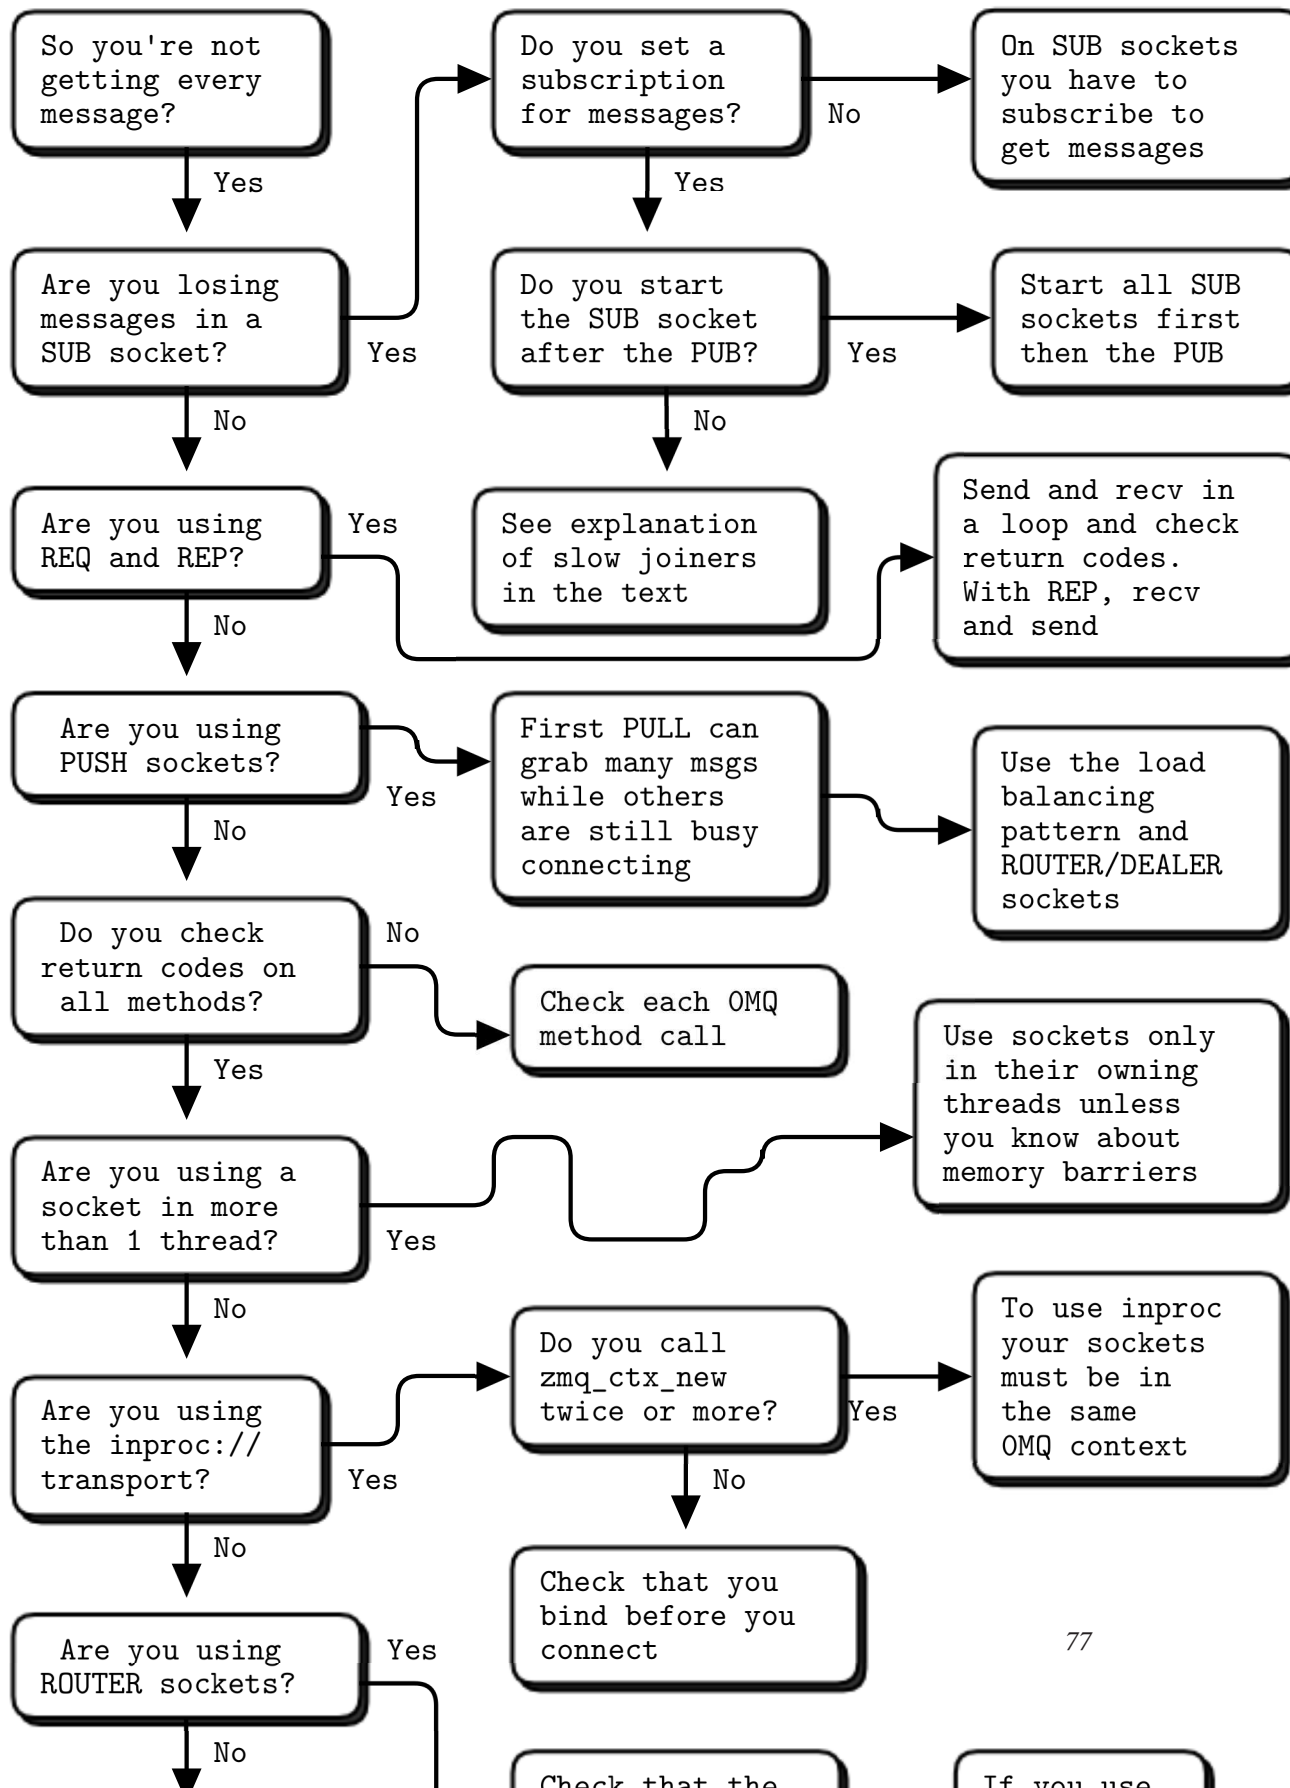 So you're not
getting every
message?
Yes
Do you set a
subscription
for messages?
No
Yes
On SUB sockets
you have to
subscribe to
get messages
Are you losing
messages in a
SUB socket?
Yes
No
Do you start
the SUB socket
after the PUB?
Yes
No
Start all SUB
sockets first
then the PUB
Are you using
REQ and REP?
Yes
No
See explanation
of slow joiners
in the text
Send and recv in
a loop and check
return codes.
With REP, recv
and send
Are you using
PUSH sockets?
Yes
No
First PULL can
grab many msgs
while others
are still busy
connecting
Use the load
balancing
pattern and
ROUTER/DEALER
sockets
Do you check
return codes on
all methods?
No
Yes
Check each 0MQ
method call
Are you using a
socket in more
than 1 thread?
Yes
No
Use sockets only
in their owning
threads unless
you know about
memory barriers
Are you using
the inproc://
transport?
Yes
No
Do you call
zmq_ctx_new
twice or more?
Yes
No
To use inproc
your sockets
must be in
the same
0MQ context
Check that you
bind before you
connect
77
Are you using
ROUTER sockets?
Yes
No
Check that the
If you use